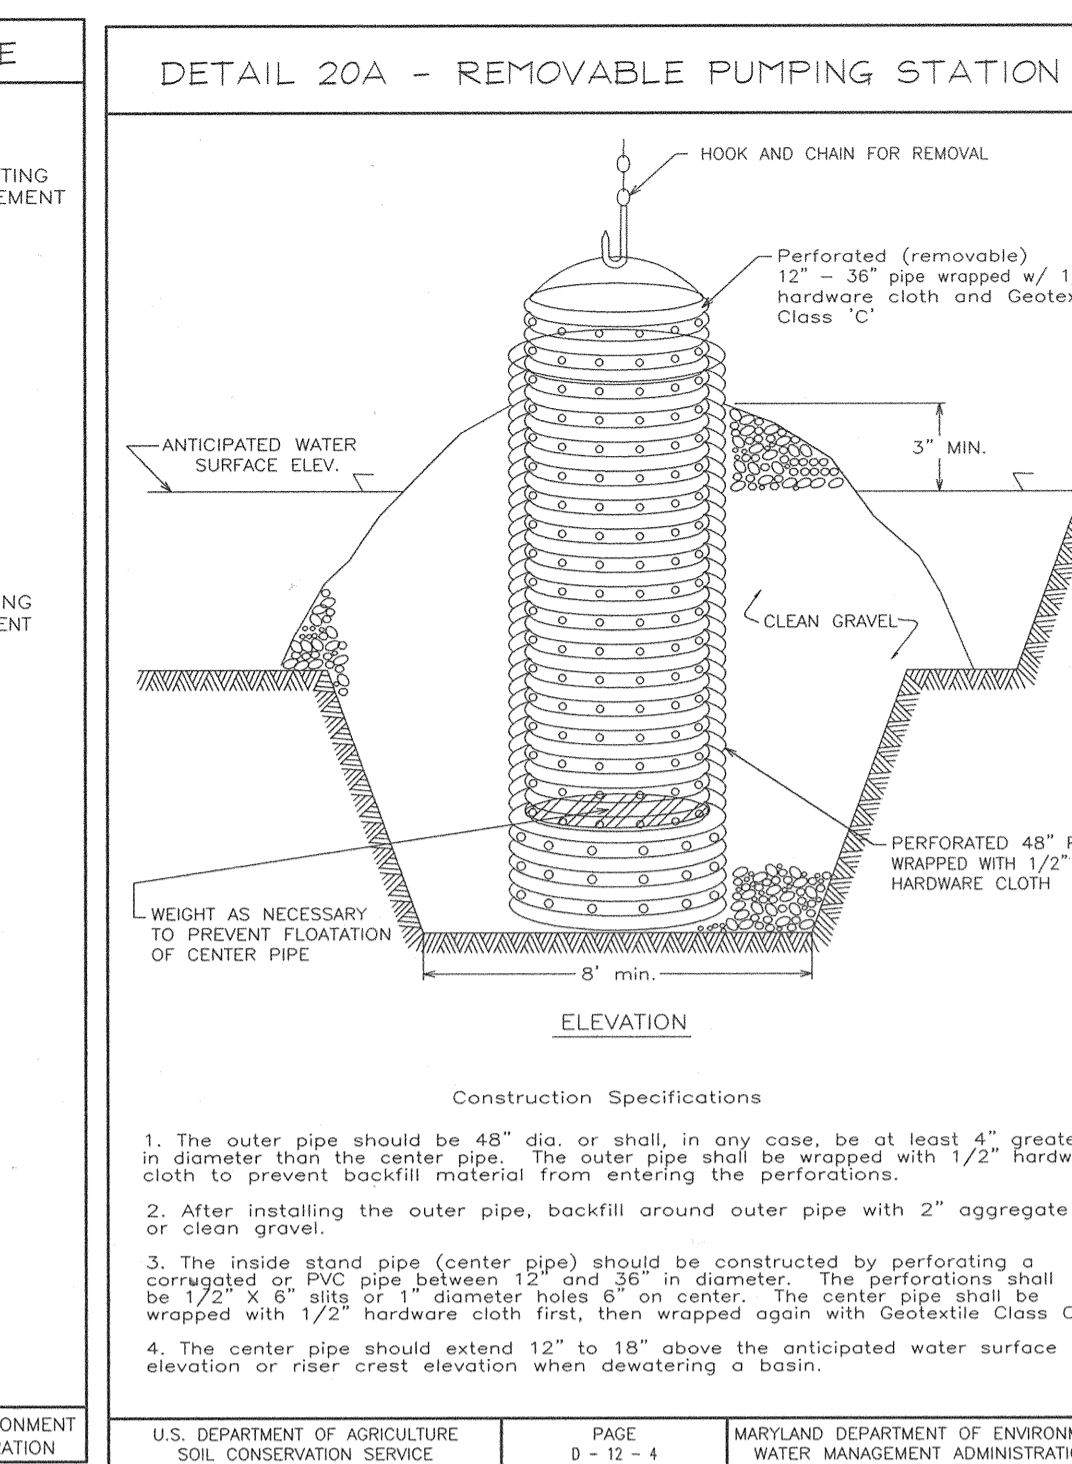 E
TING
EMENT
NG
ENT
ONMENT
ATION
DETAIL 20A - REMOVABLE PUMPING STATION
HOOK AND CHAIN FOR REMOVAL
Perforated (removable)
12" - 36" pipe wrapped w/ 1/
hardware cloth and Geotex
Class 'C'
ANTICIPATED WATER
SURFACE ELEV.
3" MIN.
CLEAN GRAVEL
PERFORATED 48" P
WRAPPED WITH 1/2"
HARDWARE CLOTH
WEIGHT AS NECESSARY
TO PREVENT FLOATATION
OF CENTER PIPE
8' min.
ELEVATION
Construction Specifications
1. The outer pipe should be 48" dia. or shall, in any case, be at least 4" greate
in diameter than the center pipe. The outer pipe shall be wrapped with 1/2" hardw
cloth to prevent backfill material from entering the perforations.
2. After installing the outer pipe, backfill around outer pipe with 2" aggregate
or clean gravel.
3. The inside stand pipe (center pipe) should be constructed by perforating a
corrugated or PVC pipe between 12" and 36" in diameter. The perforations shall
be 1/2" X 6" slits or 1" diameter holes 6" on center. The center pipe shall be
wrapped with 1/2" hardware cloth first, then wrapped again with Geotextile Class C
4. The center pipe should extend 12" to 18" above the anticipated water surface
elevation or riser crest elevation when dewatering a basin.
U.S. DEPARTMENT OF AGRICULTURE
SOIL CONSERVATION SERVICE
PAGE
D - 12 - 4
MARYLAND DEPARTMENT OF ENVIRONM
WATER MANAGEMENT ADMINISTRATIO